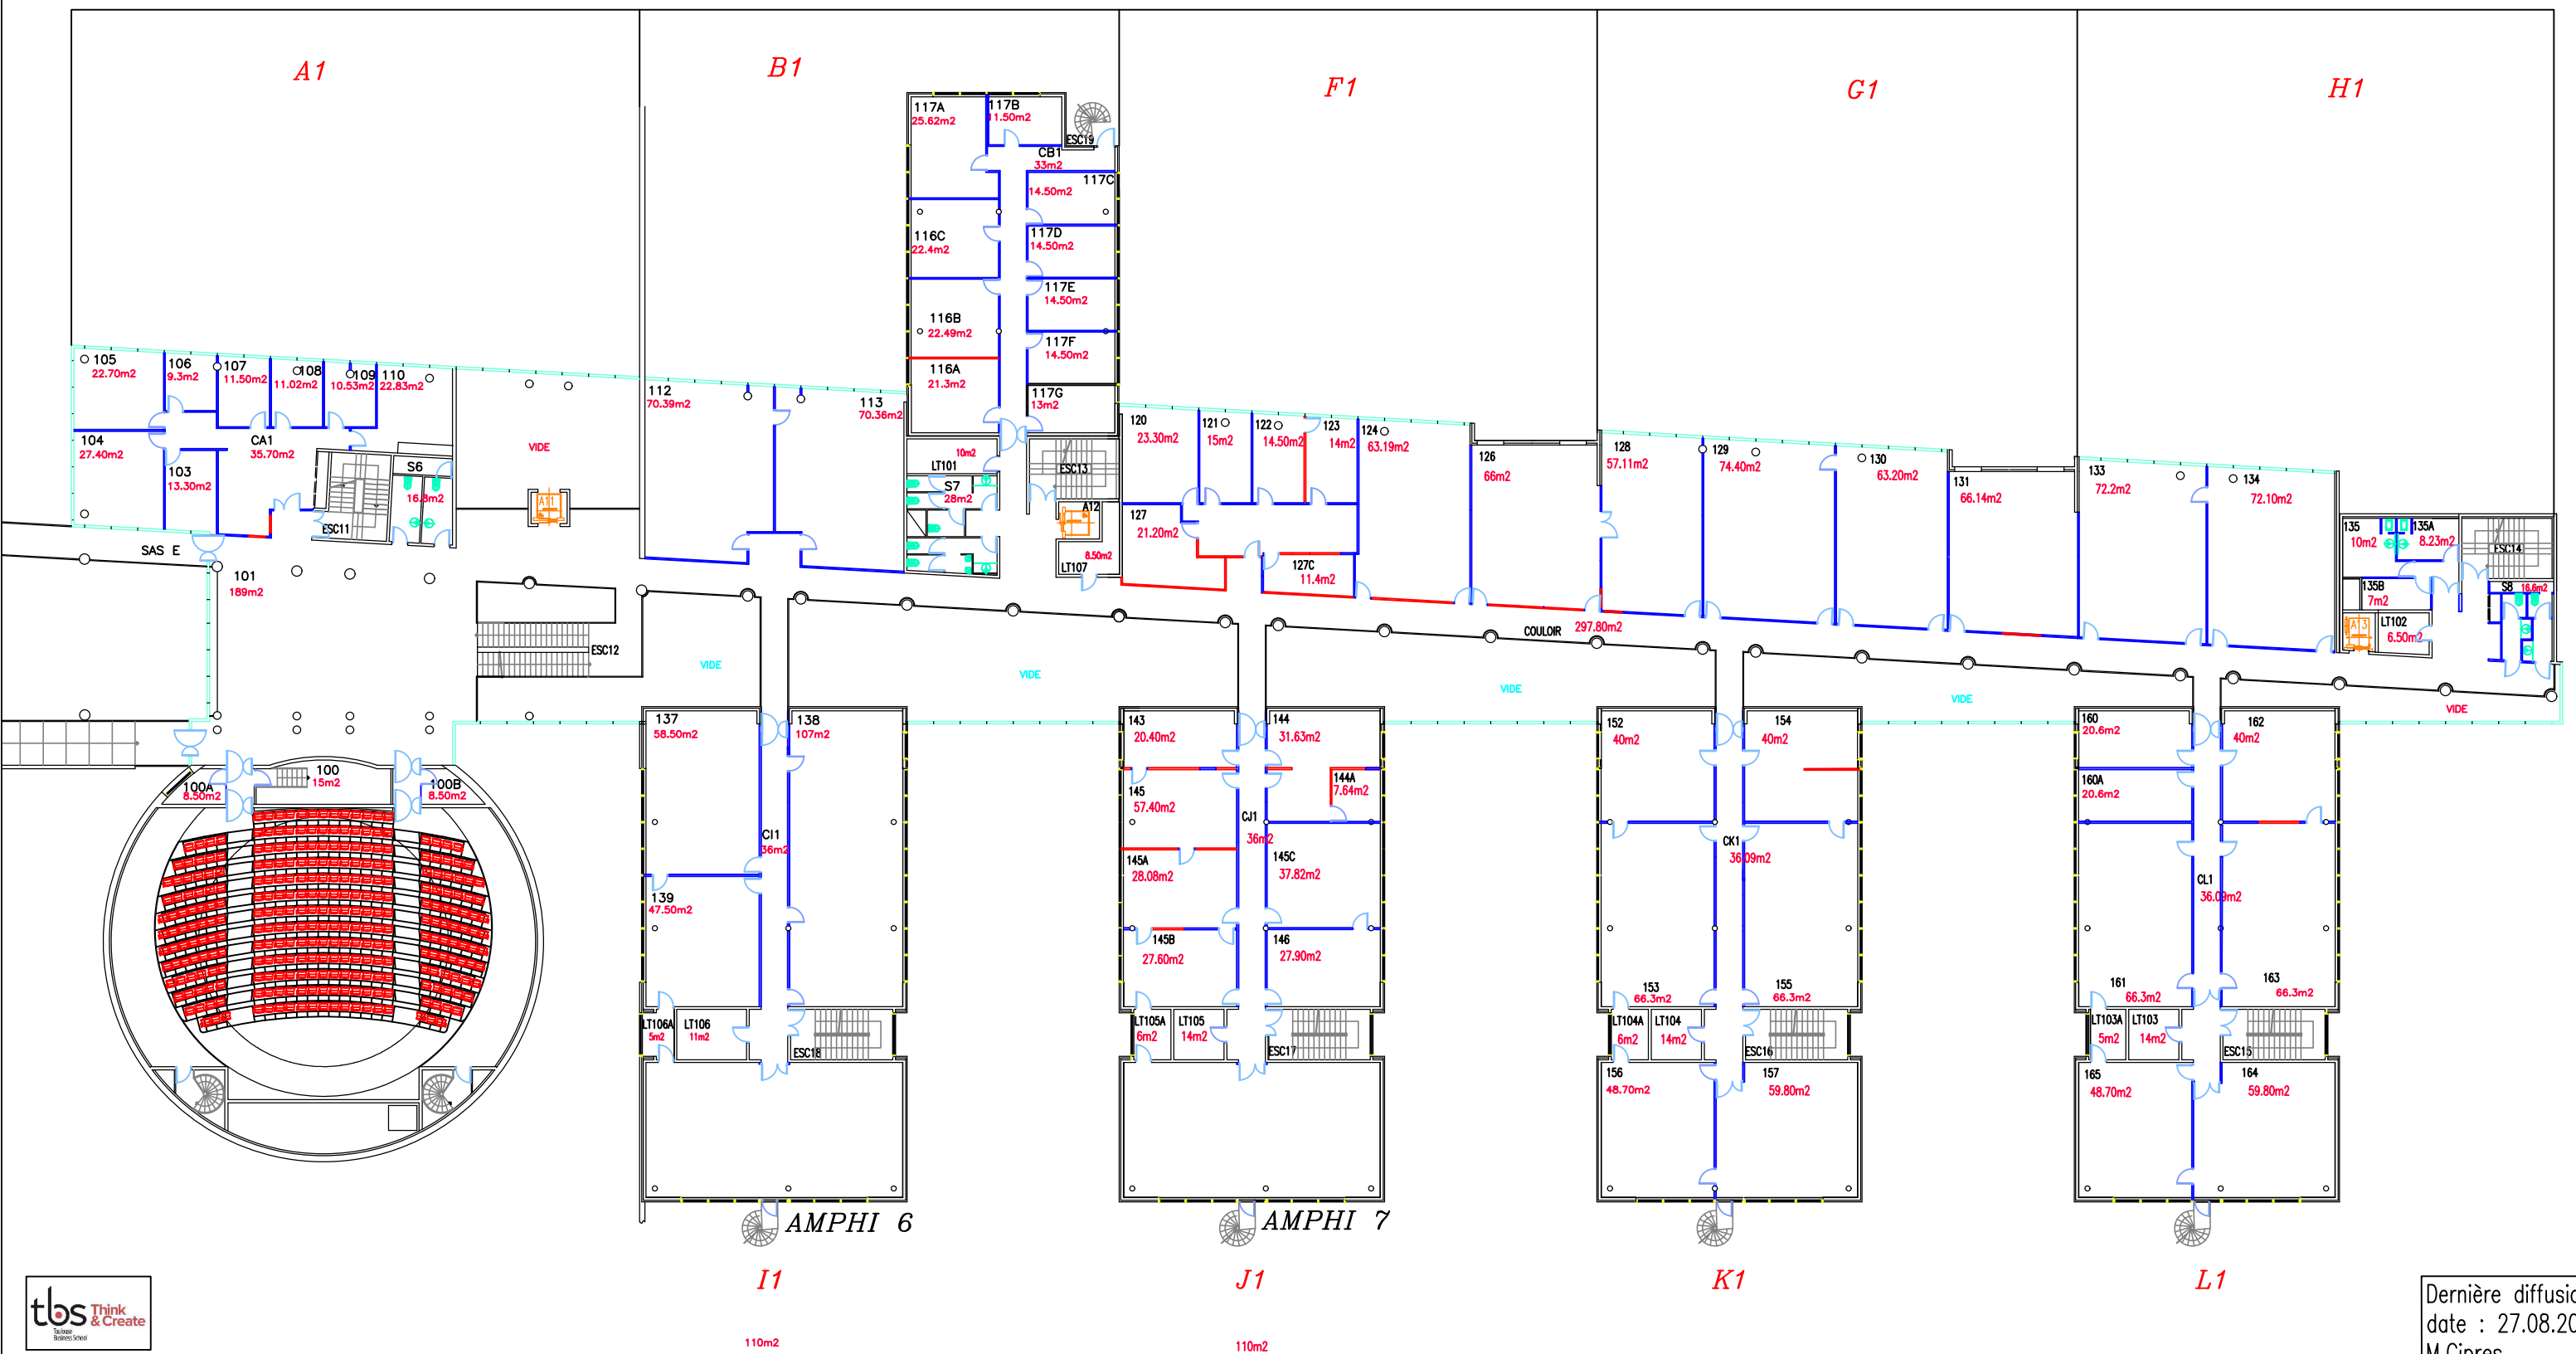 A1
B1
F1
G1
H1
117A
25.62m2
117B
11.50m2
ESC19
CB1
33m2
117C
14.50m2
116C
22.4m2
117D
14.50m2
117E
14.50m2
116B
22.49m2
117F
14.50m2
116A
21.3m2
117G
13m2
105
22.70m2
106
9.3m2
107
11.50m2
108
11.02m2
109
10.53m2
110
22.83m2
104
27.40m2
CA1
35.70m2
103
13.30m2
S6
16.8m2
ESC11
VIDE
A11
112
70.39m2
113
70.36m2
10m2
LT101
S7
28m2
ESC13
A12
8.50m2
LT107
120
23.30m2
121
15m2
122
14.50m2
123
14m2
124
63.19m2
126
66m2
127
21.20m2
127C
11.4m2
128
57.11m2
129
74.40m2
130
63.20m2
131
66.14m2
133
72.2m2
134
72.10m2
135
10m2
135A
8.23m2
ESC14
135B
7m2
S8
16.6m2
A13
LT102
6.50m2
SAS E
101
189m2
ESC12
COULOIR
297.80m2
VIDE
VIDE
VIDE
VIDE
VIDE
100A
8.50m2
100
15m2
100B
8.50m2
137
58.50m2
138
107m2
CI1
36m2
139
47.50m2
LT106A
5m2
LT106
11m2
ESC18
143
20.40m2
144
31.63m2
144A
7.64m2
145
57.40m2
CJ1
36m2
145A
28.08m2
145C
37.82m2
145B
27.60m2
146
27.90m2
LT105A
6m2
LT105
14m2
ESC17
152
40m2
154
40m2
CK1
36.09m2
153
66.3m2
155
66.3m2
LT104A
6m2
LT104
14m2
ESC16
156
48.70m2
157
59.80m2
160
20.6m2
162
40m2
160A
20.6m2
CL1
36.09m2
161
66.3m2
163
66.3m2
LT103A
5m2
LT103
14m2
ESC15
165
48.70m2
164
59.80m2
AMPHI 6
AMPHI 7
I1
J1
K1
L1
110m2
110m2
tbs Think & Create
Toulouse
Business School
Dernière diffusio
date : 27.08.20
M.Cipres